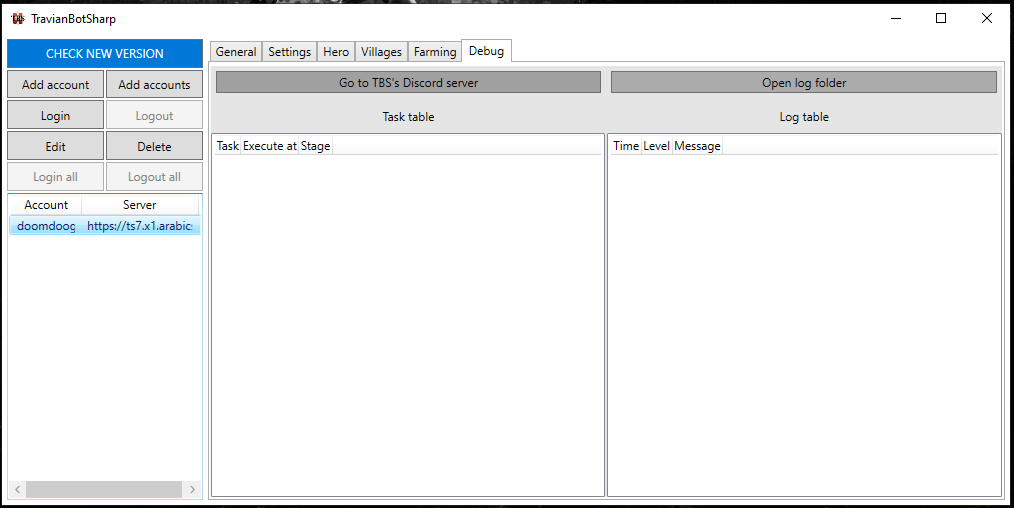 TravianBotSharp
CHECK NEW VERSION
Add account Add accounts
Login Logout
Edit Delete
Login all Logout all
Account Server
doomdoog https://ts7.x1.arabics
General Settings Hero Villages Farming Debug
Go to TBS's Discord server Open log folder
Task table Log table
Task Execute at Stage Time Level Message